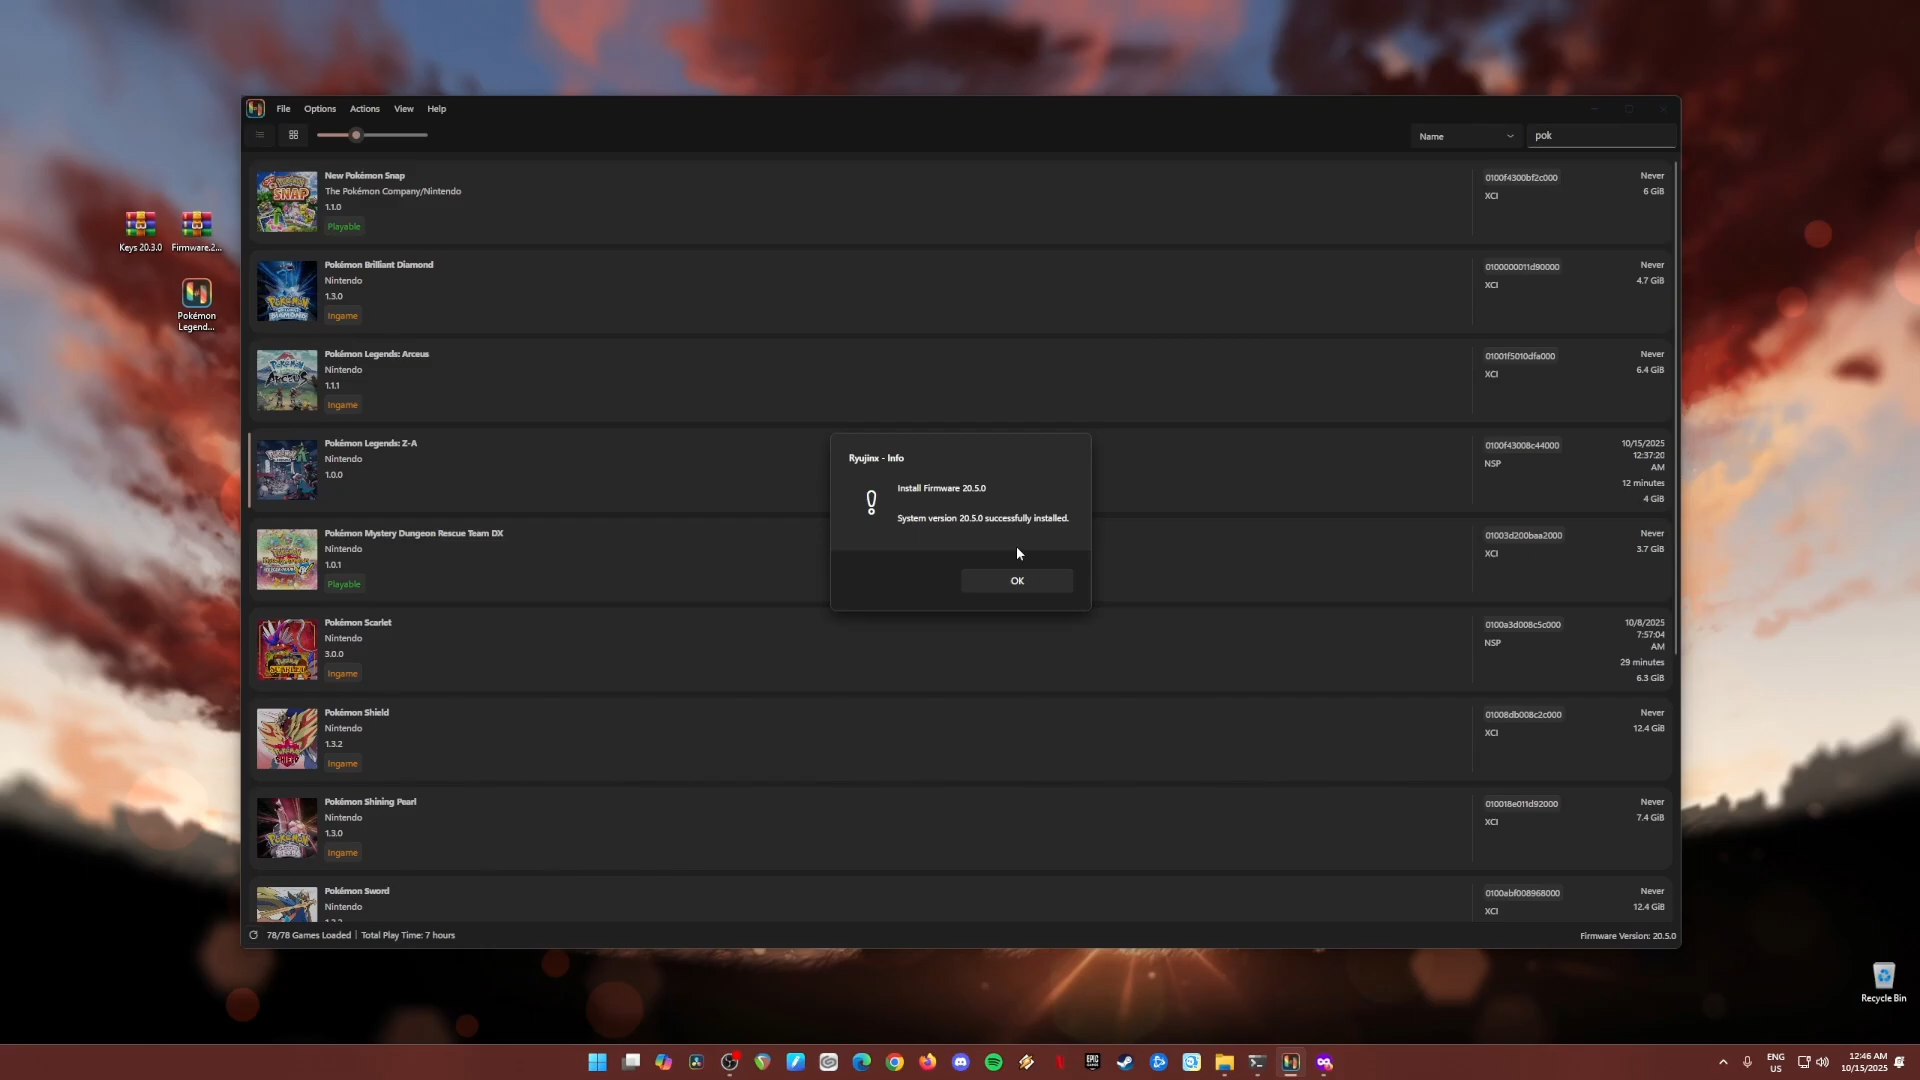 File Options Actions View Help
Name
pok
New Pokémon Snap
The Pokémon Company/Nintendo
1.1.0
Playable
0100f4300bf2c000
XCI
Never
6 GiB
Pokémon Brilliant Diamond
Nintendo
1.3.0
Ingame
0100000011d90000
XCI
Never
4.7 GiB
Pokémon Legends: Arceus
Nintendo
1.1.1
Ingame
01001f5010dfa000
XCI
Never
6.4 GiB
Pokémon Legends: Z-A
Nintendo
1.0.0
0100f43008c44000
NSP
10/15/2025
12:37:20
AM
12 minutes
4 GiB
Pokémon Mystery Dungeon Rescue Team DX
Nintendo
1.0.1
Playable
01003d200baa2000
XCI
Never
3.7 GiB
Pokémon Scarlet
Nintendo
3.0.0
Ingame
0100a3d008c5c000
NSP
10/8/2025
7:57:04
AM
29 minutes
6.3 GiB
Pokémon Shield
Nintendo
1.3.2
Ingame
01008db008c2c000
XCI
Never
12.4 GiB
Pokémon Shining Pearl
Nintendo
1.3.0
Ingame
010018e011d92000
XCI
Never
7.4 GiB
Pokémon Sword
Nintendo
0100abf008968000
XCI
Never
12.4 GiB
78/78 Games Loaded | Total Play Time: 7 hours
Firmware Version: 20.5.0
Ryujinx - Info
Install Firmware 20.5.0
System version 20.5.0 successfully installed.
OK
Keys 20.3.0
Firmware.2...
Pokémon
Legend...
Recycle Bin
ENG
US
12:46 AM
10/15/2025